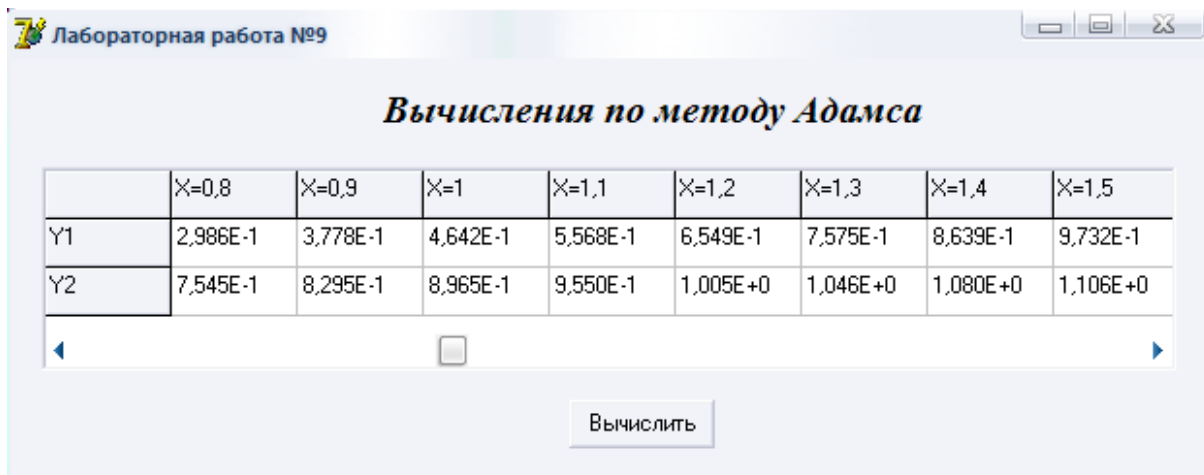 Лабораторная работа №9
Вычисления по методу Адамса
X=0,8 X=0,9 X=1 X=1,1 X=1,2 X=1,3 X=1,4 X=1,5
Y1 2,986E-1 3,778E-1 4,642E-1 5,568E-1 6,549E-1 7,575E-1 8,639E-1 9,732E-1
Y2 7,545E-1 8,295E-1 8,965E-1 9,550E-1 1,005E+0 1,046E+0 1,080E+0 1,106E+0
Вычислить